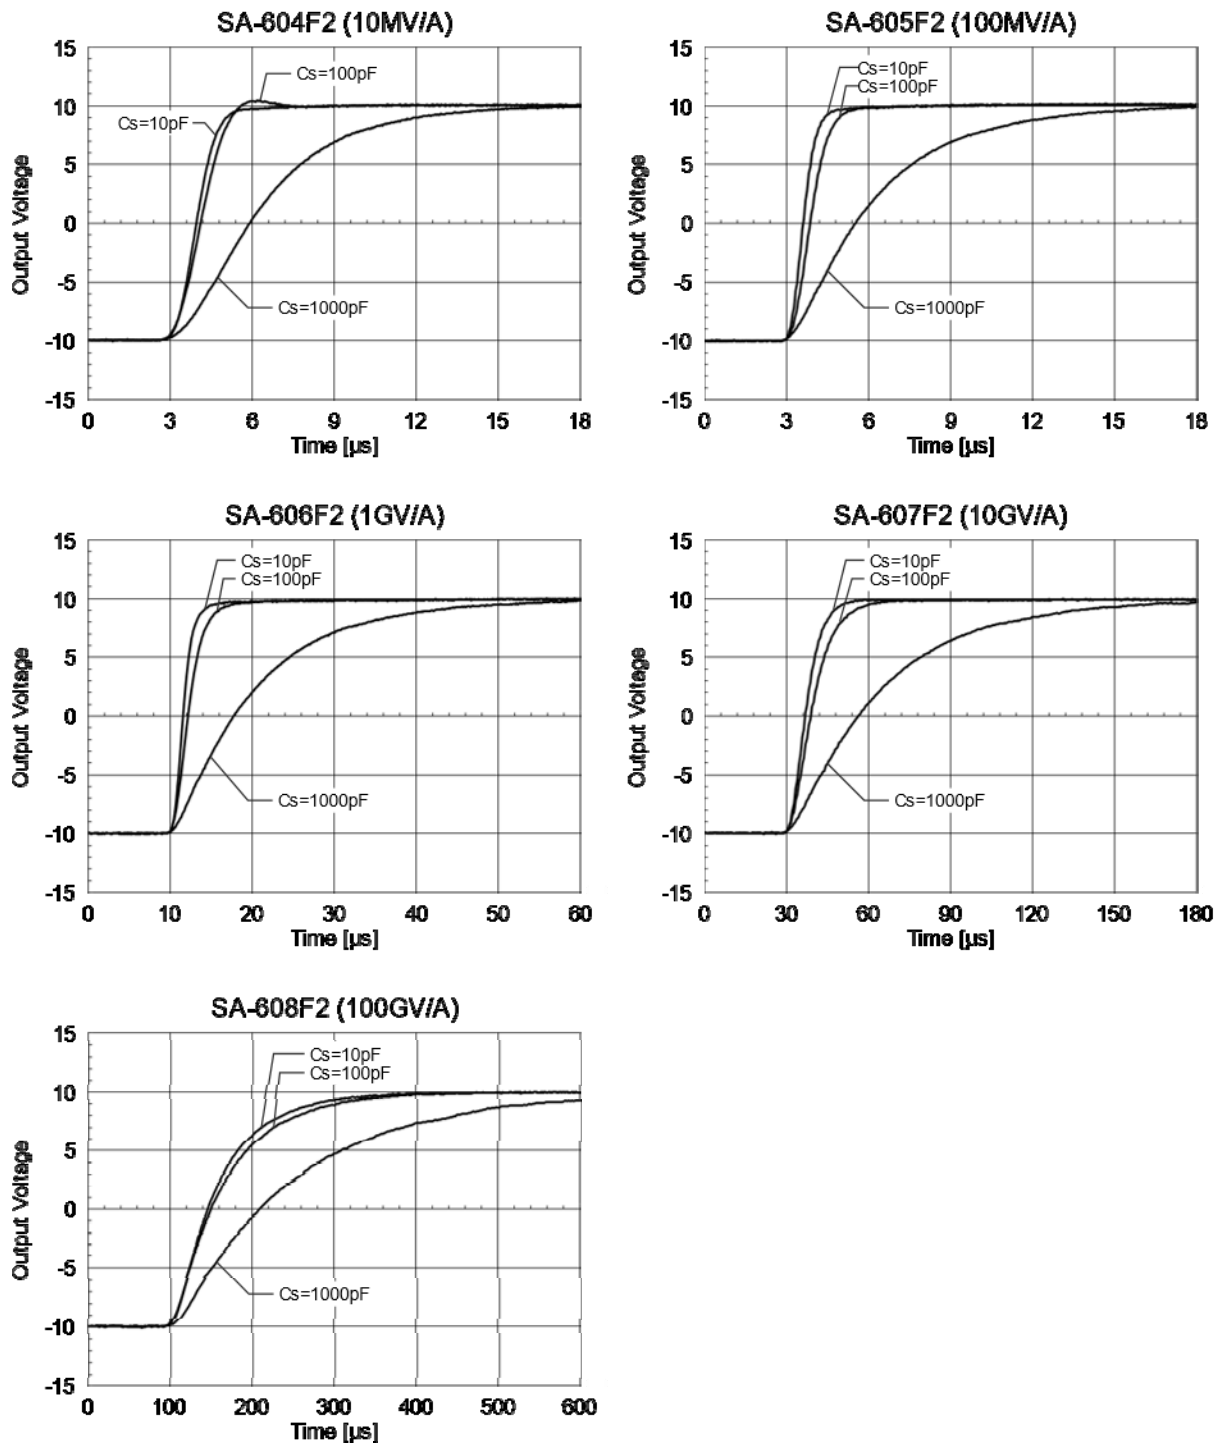 SA-604F2 (10MV/A)
15
10
5
0
-5
-10
-15
Output Voltage
Cs=100pF
Cs=10pF
Cs=1000pF
0 3 6 9 12 15 18
Time [µs]
SA-605F2 (100MV/A)
15
10
5
0
-5
-10
-15
Output Voltage
Cs=10pF
Cs=100pF
Cs=1000pF
0 3 6 9 12 15 18
Time [µs]
SA-606F2 (1GV/A)
15
10
5
0
-5
-10
-15
Output Voltage
Cs=10pF
Cs=100pF
Cs=1000pF
0 10 20 30 40 50 60
Time [µs]
SA-607F2 (10GV/A)
15
10
5
0
-5
-10
-15
Output Voltage
Cs=10pF
Cs=100pF
Cs=1000pF
0 30 60 90 120 150 180
Time [µs]
SA-608F2 (100GV/A)
15
10
5
0
-5
-10
-15
Output Voltage
Cs=10pF
Cs=100pF
Cs=1000pF
0 100 200 300 400 500 600
Time [µs]